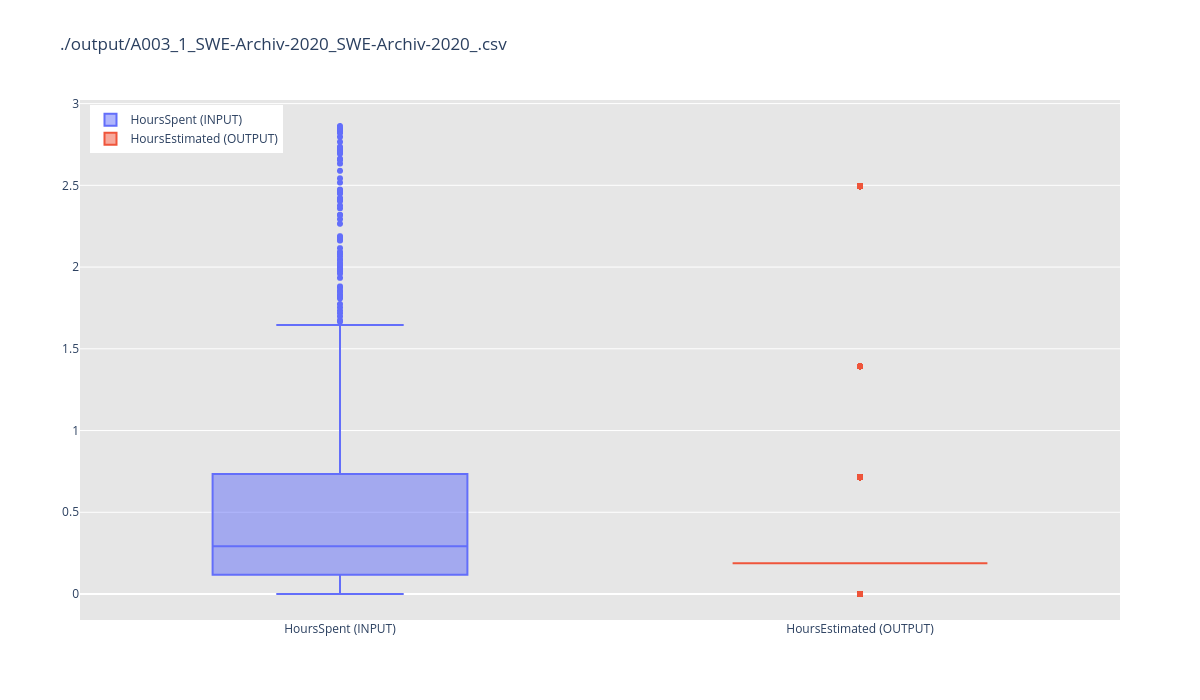 ./output/A003_1_SWE-Archiv-2020_SWE-Archiv-2020_.csv
3
HoursSpent (INPUT)
HoursEstimated (OUTPUT)
2.5
2
1.5
1
0.5
0
HoursSpent (INPUT)
HoursEstimated (OUTPUT)